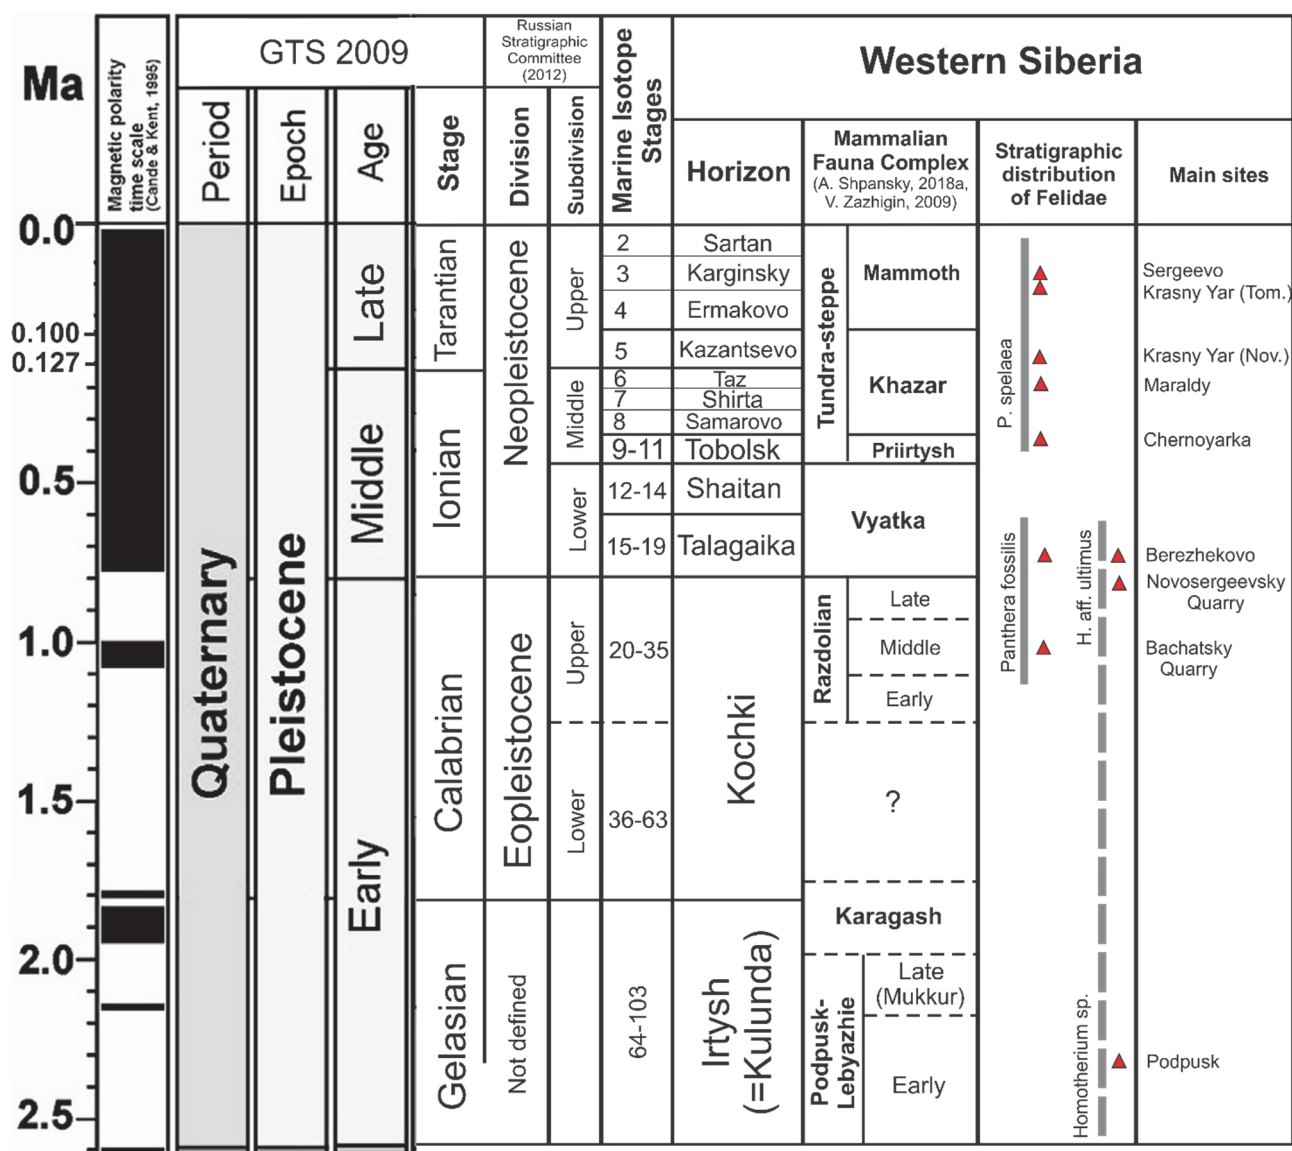 Ma
Magnetic polarity
time scale
(Cande & Kent, 1995)
GTS 2009
Period
Epoch
Age
Stage
Russian
Stratigraphic
Committee
(2012)
Division
Subdivision
Marine Isotope
Stages
Western Siberia
Horizon
Mammalian
Fauna Complex
(A. Shpansky, 2018a,
V. Zazhigin, 2009)
Stratigraphic
distribution
of Felidae
Main sites
0.0
0.100
0.127
0.5
1.0
1.5
2.0
2.5
Quaternary
Pleistocene
Late
Middle
Early
Tarantian
Ionian
Calabrian
Gelasian
Neopleistocene
Eopleistocene
Not defined
Upper
Middle
Lower
Upper
Lower
2
3
4
5
6
7
8
9-11
12-14
15-19
20-35
36-63
64-103
Sartan
Karginsky
Ermakovo
Kazantsevo
Taz
Shirta
Samarovo
Tobolsk
Shaitan
Talagaika
Kochki
Irtysh
(=Kulunda)
Tundra-steppe
Mammoth
Khazar
Priirtysh
Vyatka
Razdolian
Late
Middle
Early
?
Karagash
Podpusk-
Lebyazhie
Late
(Mukkur)
Early
P. spelaea
Panthera fossilis
H. aff. ultimus
Homotherium sp.
Sergeevo
Krasny Yar (Tom.)
Krasny Yar (Nov.)
Maraldy
Chernoyarka
Berezhekovo
Novosergeevsky
Quarry
Bachatsky
Quarry
Podpusk